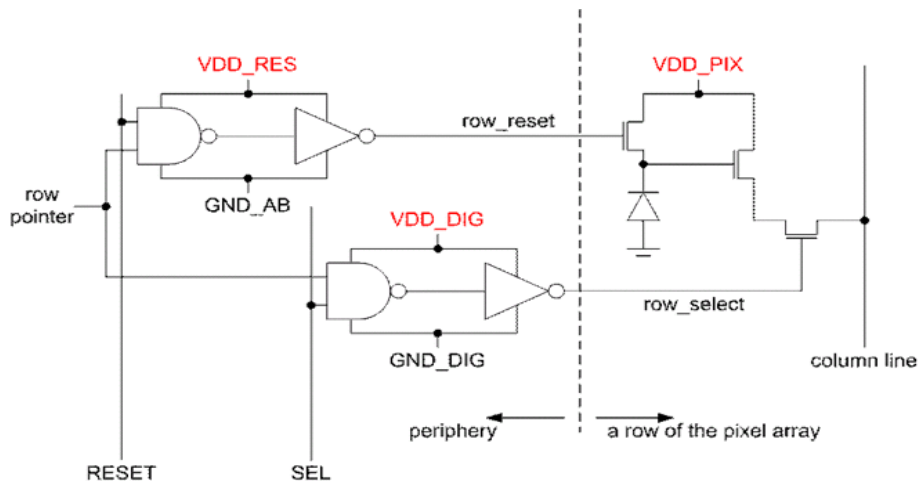 VDD_RES
VDD_PIX
row_reset
row
pointer
GND_AB
VDD_DIG
row_select
GND_DIG
column line
periphery
a row of the pixel array
RESET
SEL